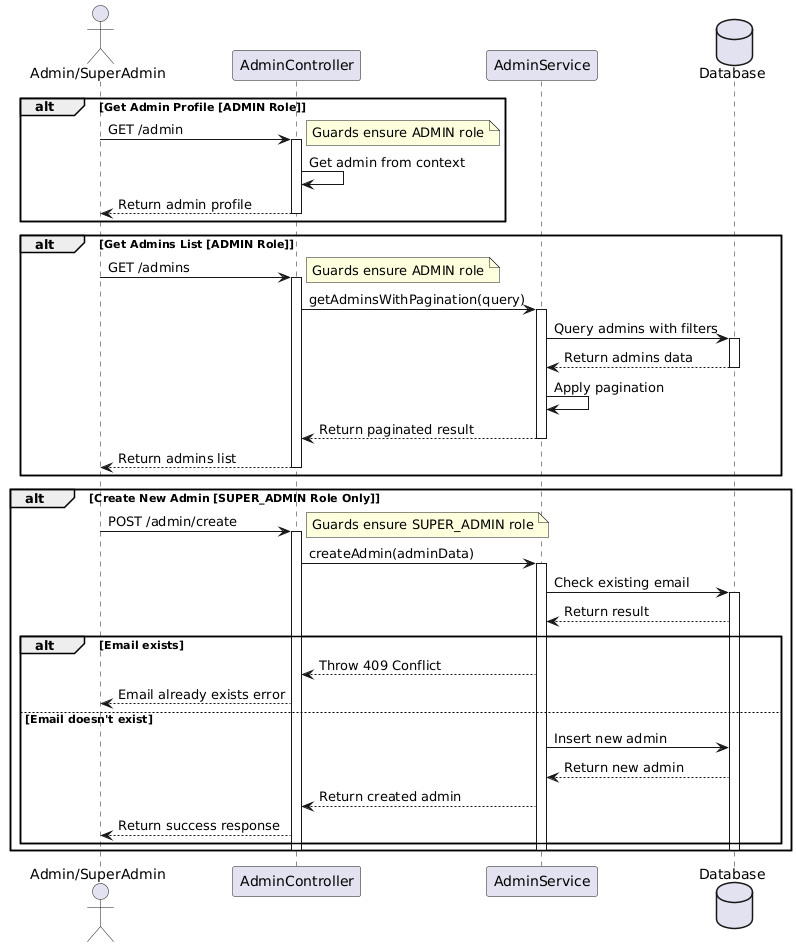 Admin/SuperAdmin
AdminController
AdminService
Database
alt [Get Admin Profile [ADMIN Role]]
GET /admin
Guards ensure ADMIN role
Get admin from context
Return admin profile
alt [Get Admins List [ADMIN Role]]
GET /admins
Guards ensure ADMIN role
getAdminsWithPagination(query)
Query admins with filters
Return admins data
Apply pagination
Return paginated result
Return admins list
alt [Create New Admin [SUPER_ADMIN Role Only]]
POST /admin/create
Guards ensure SUPER_ADMIN role
createAdmin(adminData)
Check existing email
Return result
alt [Email exists]
Throw 409 Conflict
Email already exists error
[Email doesn't exist]
Insert new admin
Return new admin
Return created admin
Return success response
Admin/SuperAdmin
AdminController
AdminService
Database